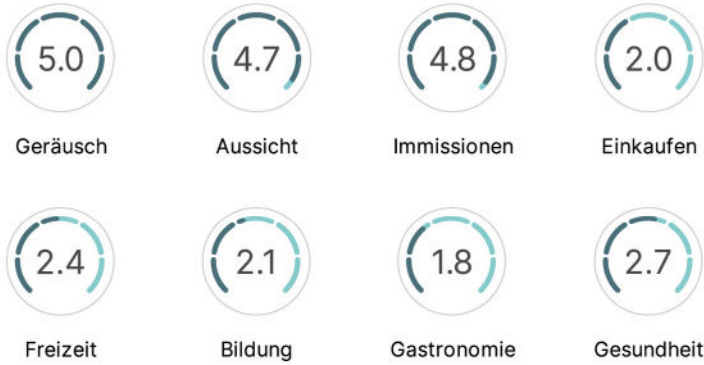 5.0 4.7 4.8 2.0
Geräusch Aussicht Immissionen Einkaufen
2.4 2.1 1.8 2.7
Freizeit Bildung Gastronomie Gesundheit